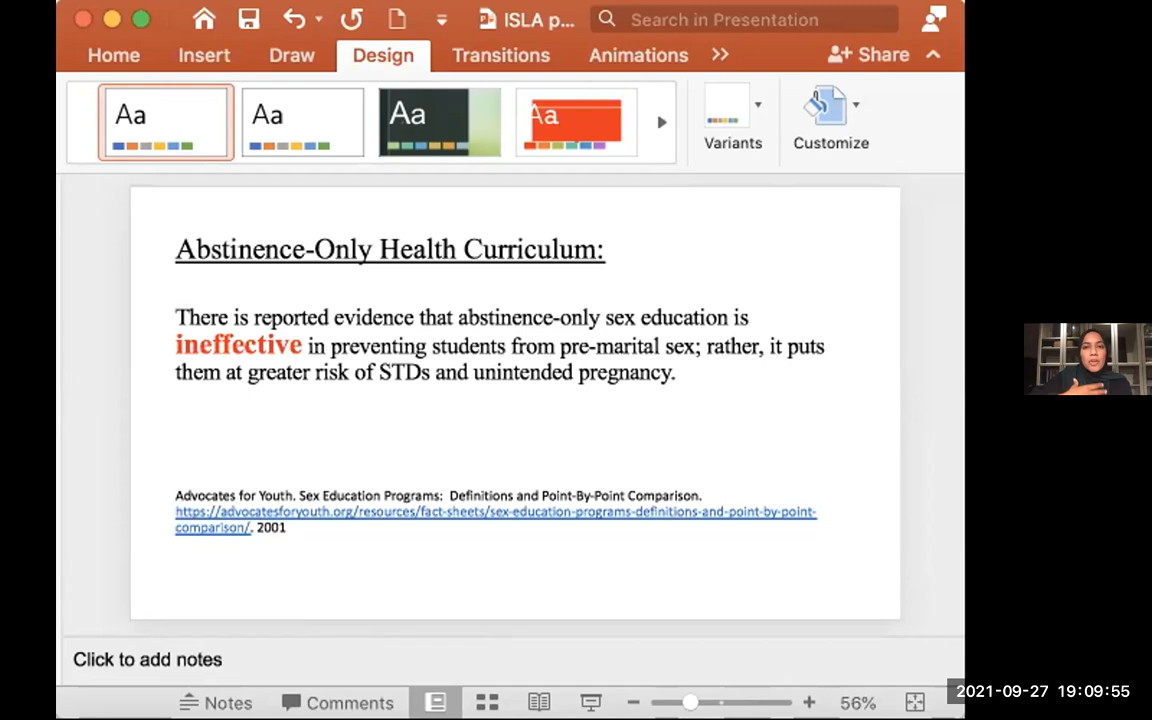 ISLA p...
Search in Presentation
Home
Insert
Draw
Design
Transitions
Animations
>>
Share
Aa
Aa
Aa
Aa
Variants
Customize
Abstinence-Only Health Curriculum:
There is reported evidence that abstinence-only sex education is
ineffective in preventing students from pre-marital sex; rather, it puts
them at greater risk of STDs and unintended pregnancy.
Advocates for Youth. Sex Education Programs: Definitions and Point-By-Point Comparison.
https://advocatesforyouth.org/resources/fact-sheets/sex-education-programs-definitions-and-point-by-point-
comparison/. 2001
Click to add notes
Notes
Comments
56%
2021-09-27 19:09:55